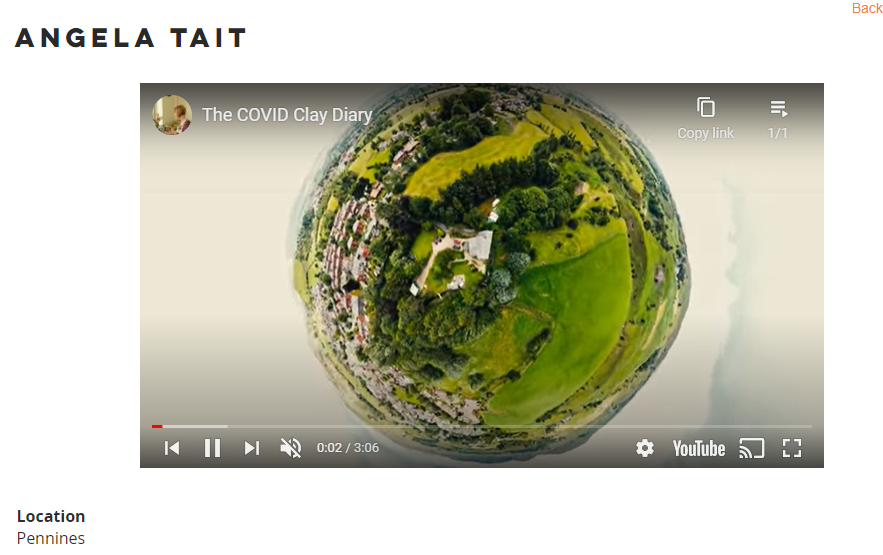 Back
ANGELA TAIT
The COVID Clay Diary
Copy link
1/1
0:02 / 3:06
YouTube
Location
Pennines